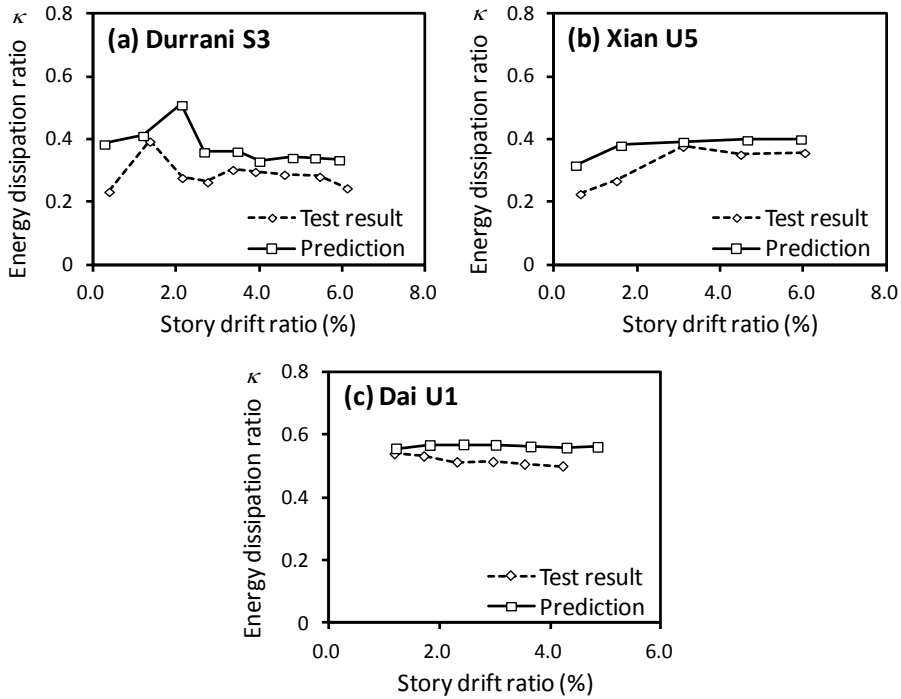 κ
0.8
(a) Durrani S3
Energy dissipation ratio
0.6
0.4
0.2
0
Test result
Prediction
0.0 2.0 4.0 6.0 8.0
Story drift ratio (%)
κ
0.8
(b) Xian U5
Energy dissipation ratio
0.6
0.4
0.2
0
Test result
Prediction
0.0 2.0 4.0 6.0 8.0
Story drift ratio (%)
κ
0.8
(c) Dai U1
Energy dissipation ratio
0.6
0.4
0.2
0
Test result
Prediction
0.0 2.0 4.0 6.0
Story drift ratio (%)